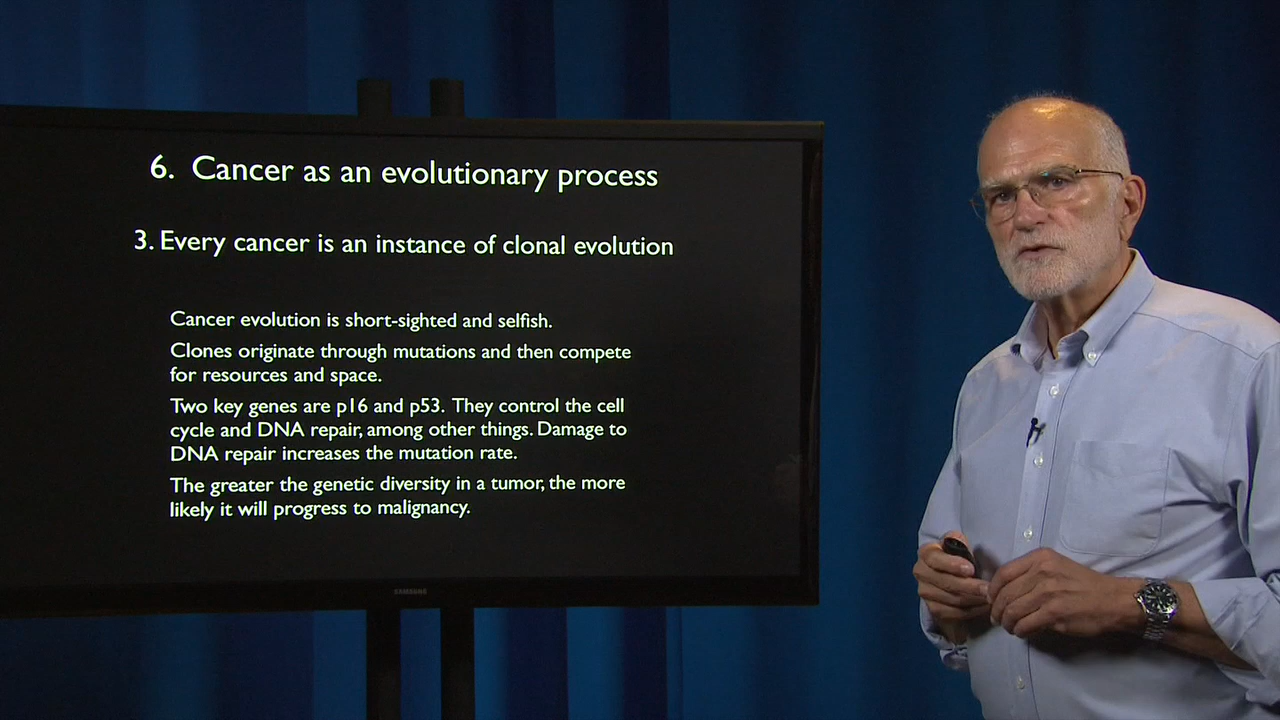 6. Cancer as an evolutionary process
3. Every cancer is an instance of clonal evolution
Cancer evolution is short-sighted and selfish.
Clones originate through mutations and then compete
for resources and space.
Two key genes are p16 and p53. They control the cell
cycle and DNA repair, among other things. Damage to
DNA repair increases the mutation rate.
The greater the genetic diversity in a tumor, the more
likely it will progress to malignancy.
SAMSUNG